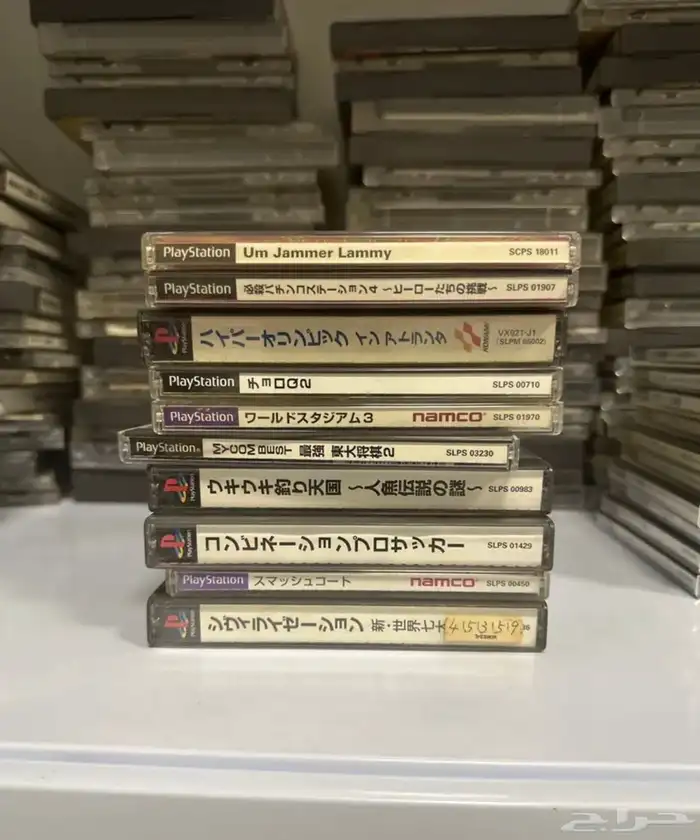 PlayStation Um Jammer Lammy SCPS 18011
PlayStation 必殺パチンコステーション4 〜ヒーローたちの挑戦〜 SLPS 01907
PlayStation ハイパーオリンピック イン アトランタ KONAMI VX021-J1 (SLPM 86002)
PlayStation チョロQ2 SLPS 00710
PlayStation ワールドスタジアム3 namco SLPS 01970
PlayStation MYCOM BEST 最強 東大将棋2 SLPS 03230
PlayStation ウキウキ釣り天国 〜人魚伝説の謎〜 SLPS 00983
PlayStation コンビネーションプロサッカー SLPS 01429
PlayStation スマッシュコート namco SLPS 00450
PlayStation シヴィライゼーション 新・世界七大
حراج